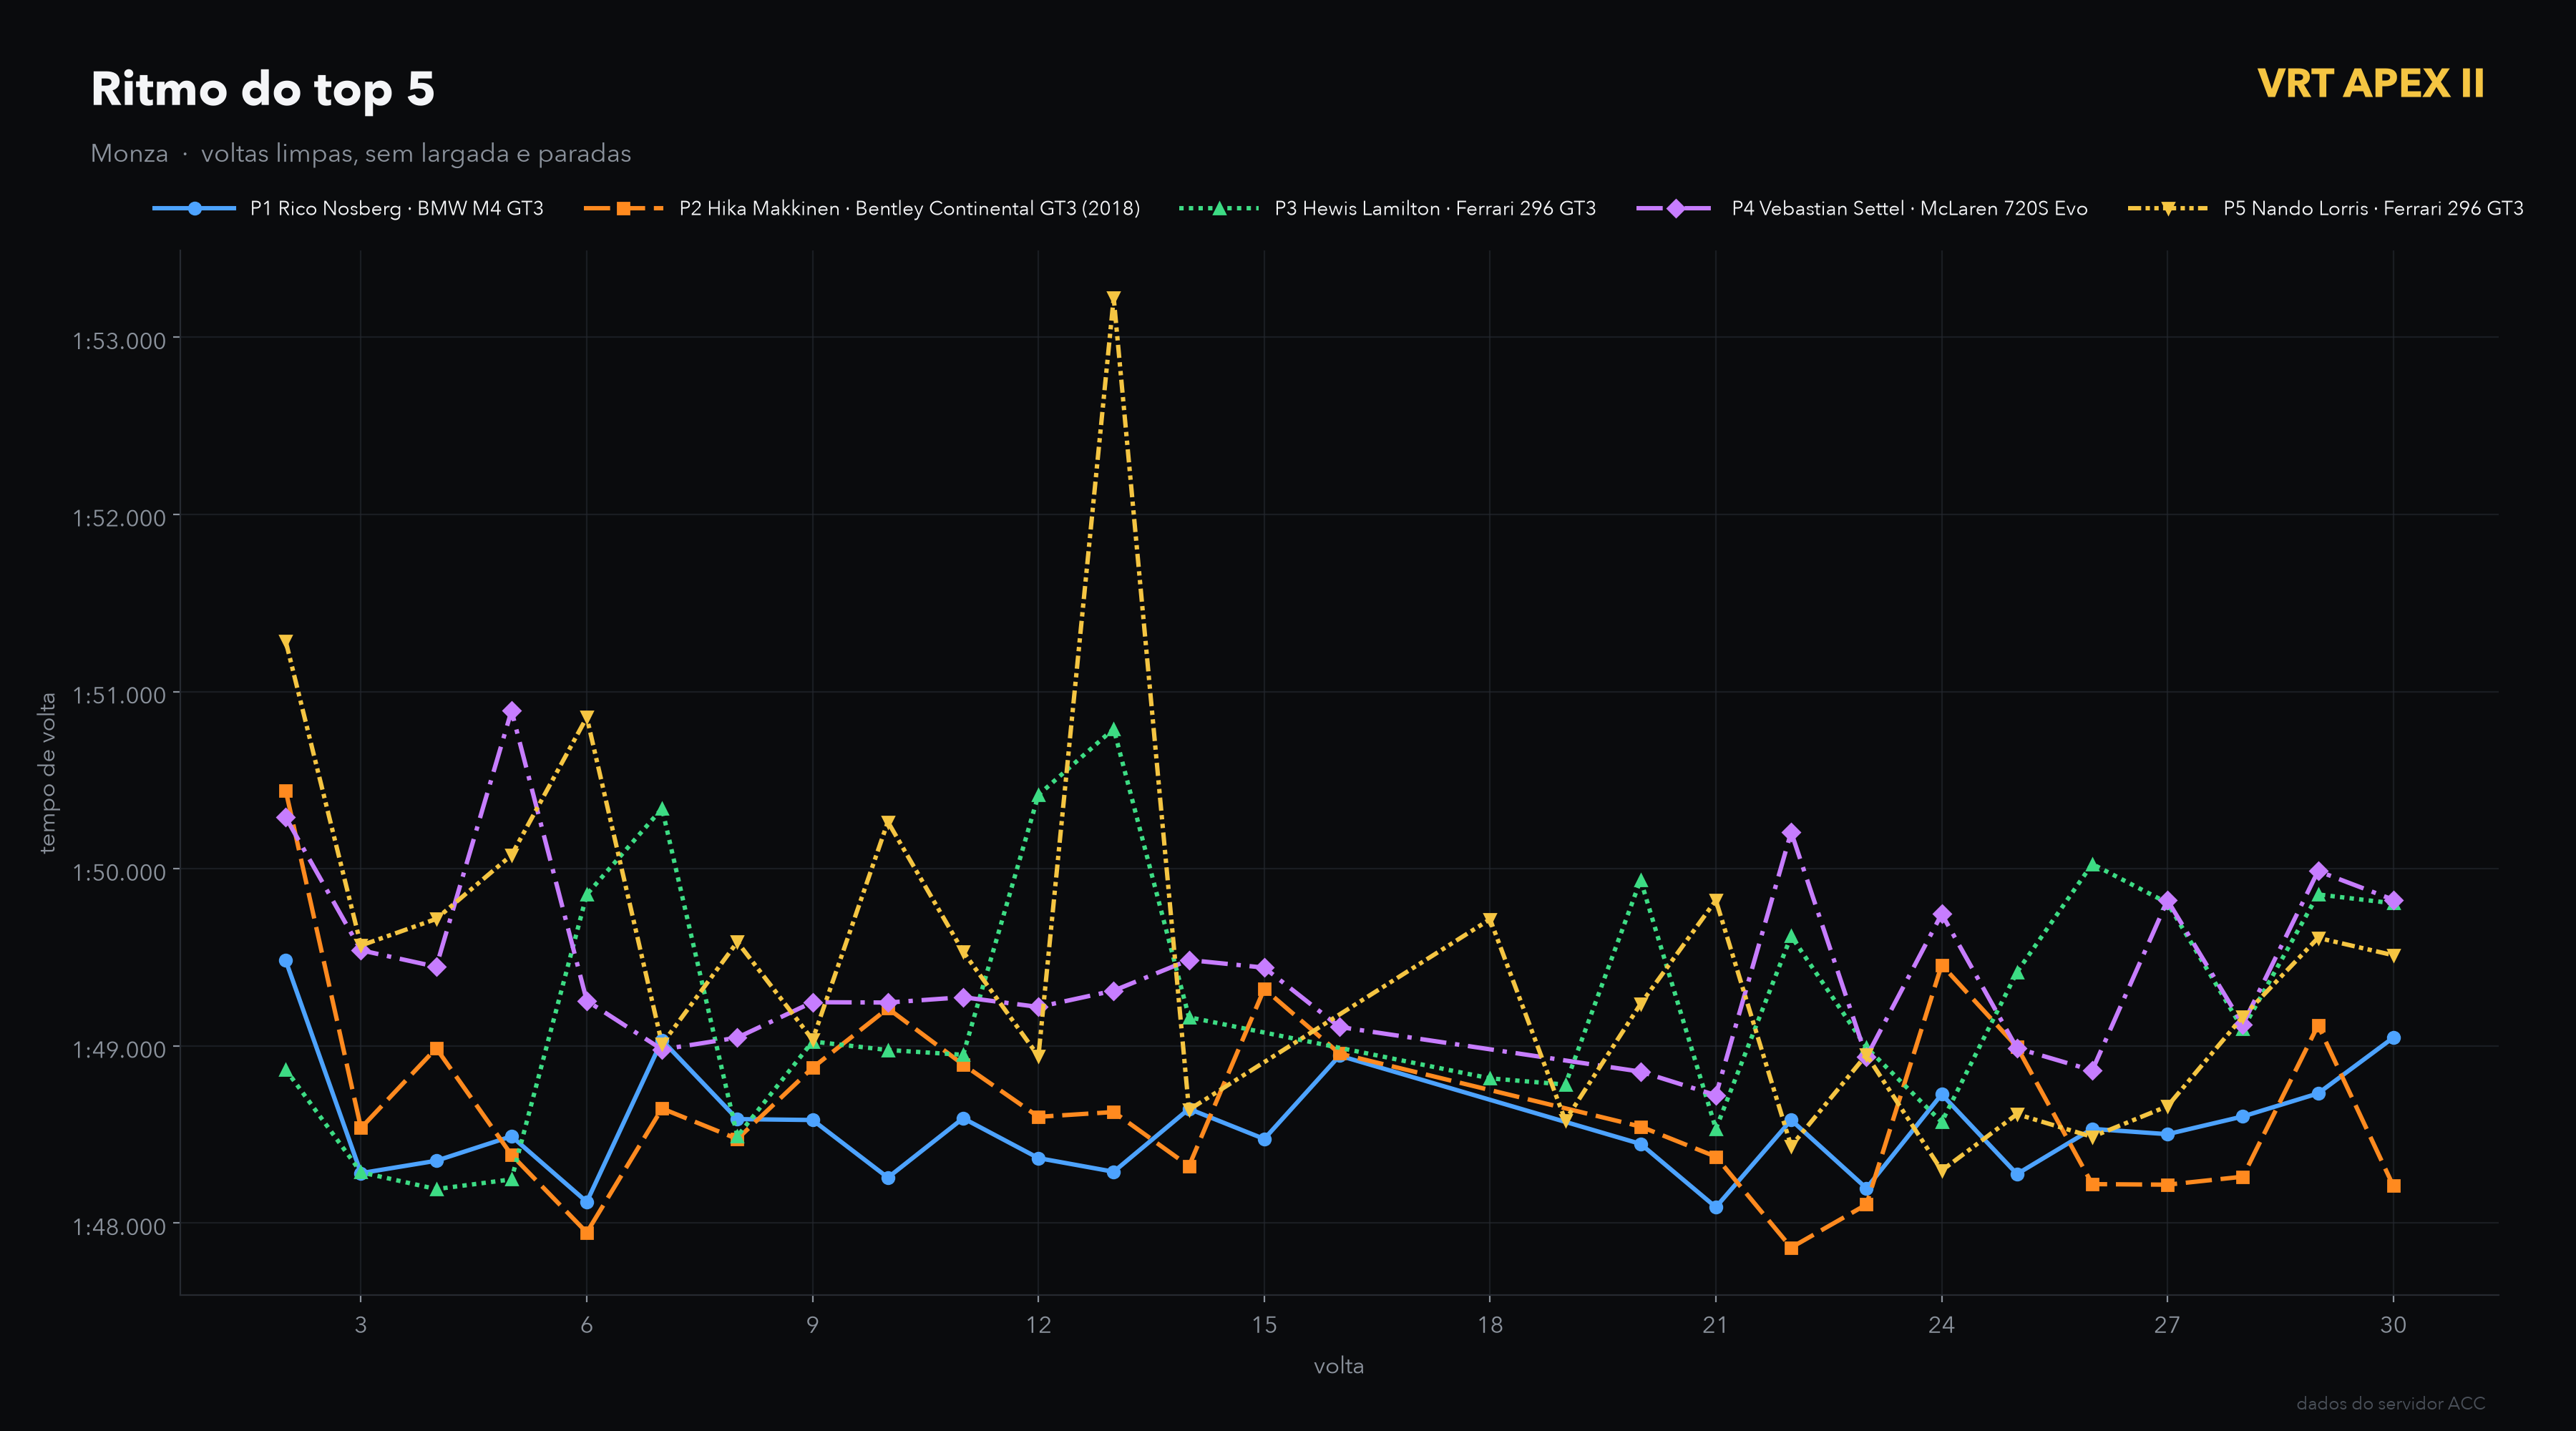 Ritmo do top 5
VRT APEX II
Monza · voltas limpas, sem largada e paradas
P1 Rico Nosberg · BMW M4 GT3
P2 Hika Makkinen · Bentley Continental GT3 (2018)
P3 Hewis Lamilton · Ferrari 296 GT3
P4 Vebastian Settel · McLaren 720S Evo
P5 Nando Lorris · Ferrari 296 GT3
tempo de volta
1:53.000
1:52.000
1:51.000
1:50.000
1:49.000
1:48.000
3 6 9 12 15 18 21 24 27 30
volta
dados do servidor ACC